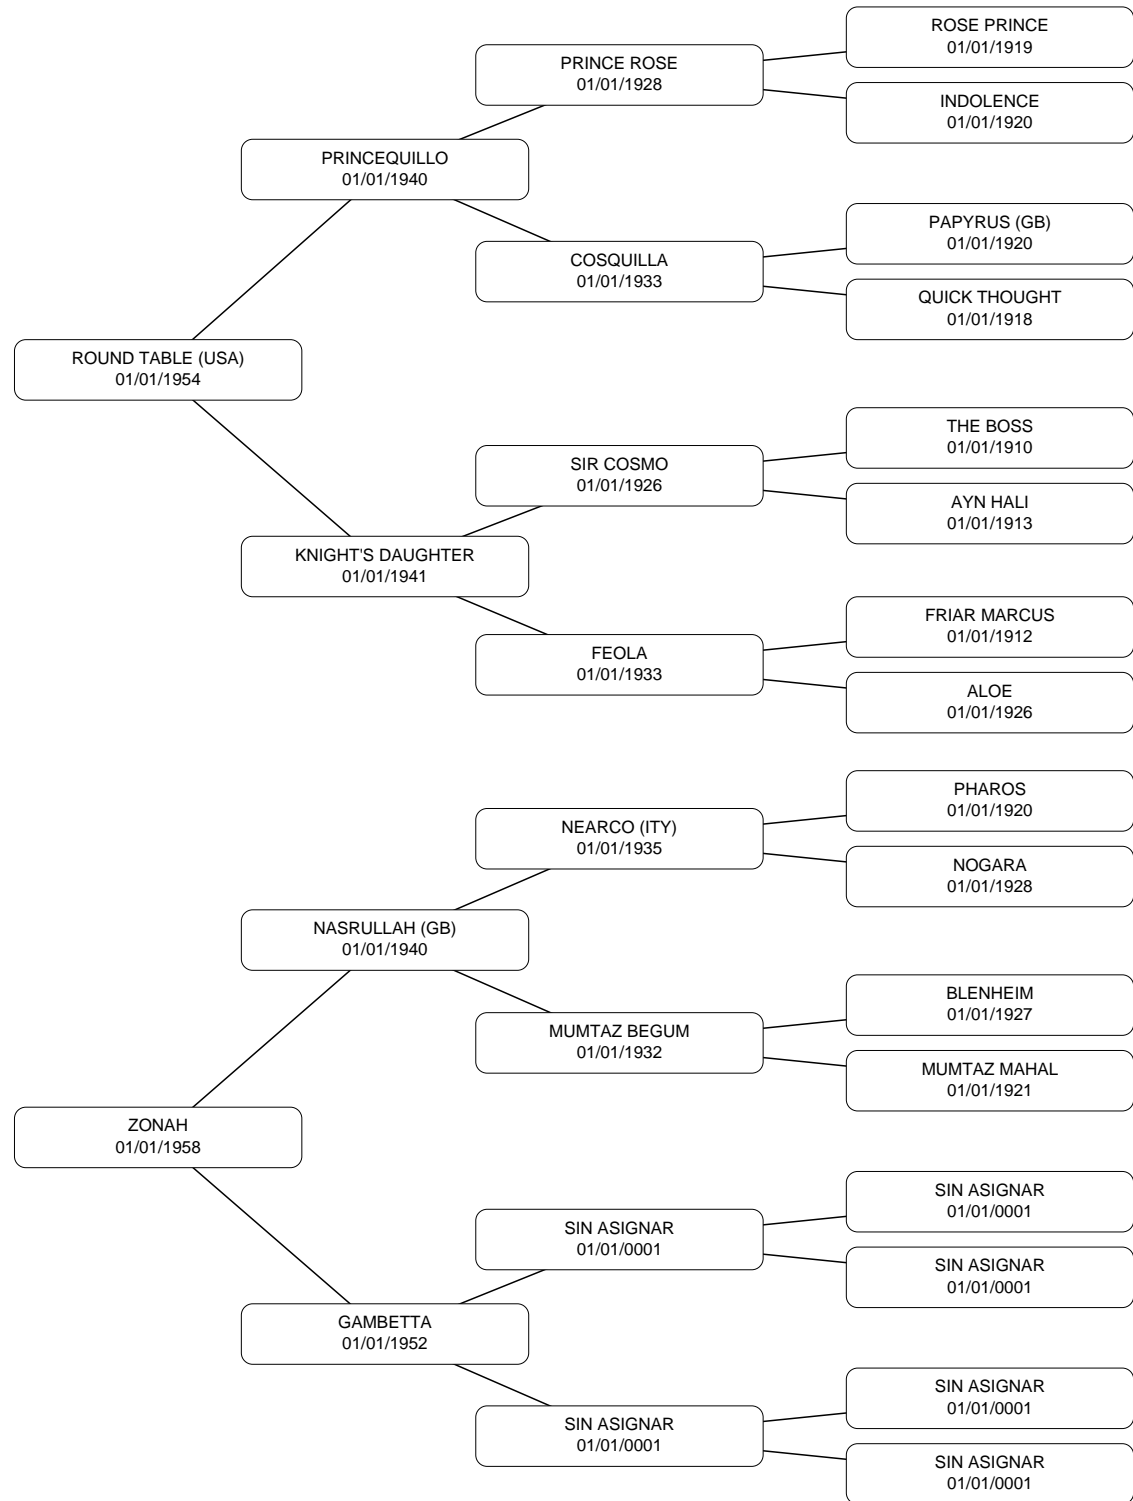 ROSE PRINCE
01/01/1919
PRINCE ROSE
01/01/1928
INDOLENCE
01/01/1920
PRINCEQUILLO
01/01/1940
PAPYRUS (GB)
01/01/1920
COSQUILLA
01/01/1933
QUICK THOUGHT
01/01/1918
ROUND TABLE (USA)
01/01/1954
THE BOSS
01/01/1910
SIR COSMO
01/01/1926
AYN HALI
01/01/1913
KNIGHT'S DAUGHTER
01/01/1941
FRIAR MARCUS
01/01/1912
FEOLA
01/01/1933
ALOE
01/01/1926
PHAROS
01/01/1920
NEARCO (ITY)
01/01/1935
NOGARA
01/01/1928
NASRULLAH (GB)
01/01/1940
BLENHEIM
01/01/1927
MUMTAZ BEGUM
01/01/1932
MUMTAZ MAHAL
01/01/1921
ZONAH
01/01/1958
SIN ASIGNAR
01/01/0001
SIN ASIGNAR
01/01/0001
SIN ASIGNAR
01/01/0001
GAMBETTA
01/01/1952
SIN ASIGNAR
01/01/0001
SIN ASIGNAR
01/01/0001
SIN ASIGNAR
01/01/0001